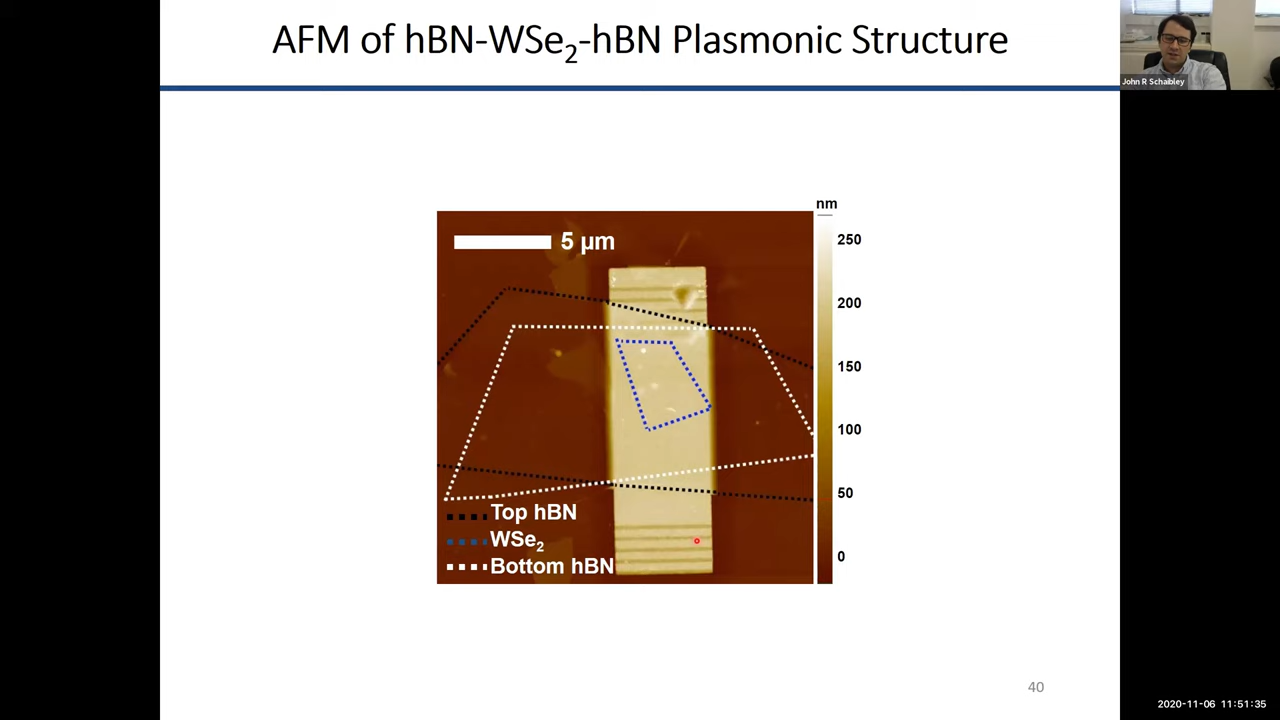 AFM of hBN-WSe₂-hBN Plasmonic Structure
John R Schaibley
nm
5 µm
250
200
150
100
50
0
Top hBN
WSe₂
Bottom hBN
40
2020-11-06 11:51:35